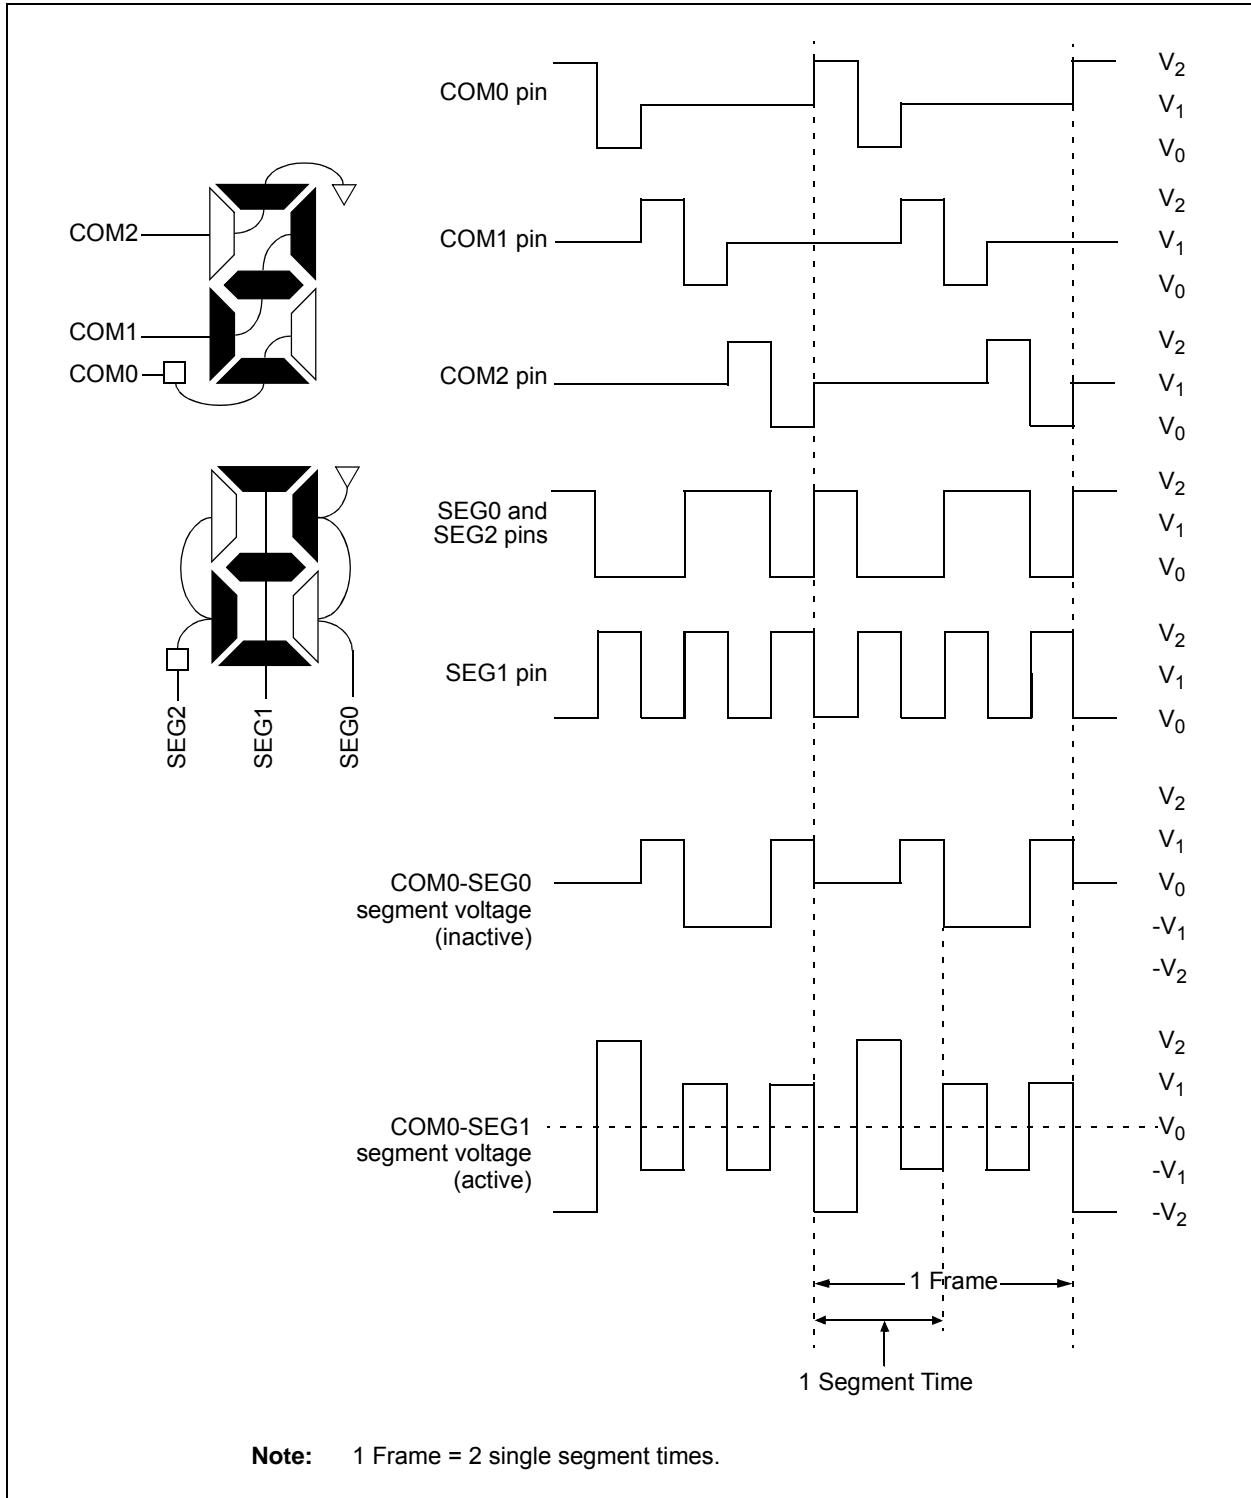 COM0 pin
V2
V1
V0
COM2
COM1
COM0
COM1 pin
V2
V1
V0
COM2 pin
V2
V1
V0
SEG0 and
SEG2 pins
V2
V1
V0
SEG1 pin
V2
V1
V0
SEG2
SEG1
SEG0
COM0-SEG0
segment voltage
(inactive)
V2
V1
V0
-V1
-V2
COM0-SEG1
segment voltage
(active)
V2
V1
V0
-V1
-V2
1 Frame
1 Segment Time
Note: 1 Frame = 2 single segment times.